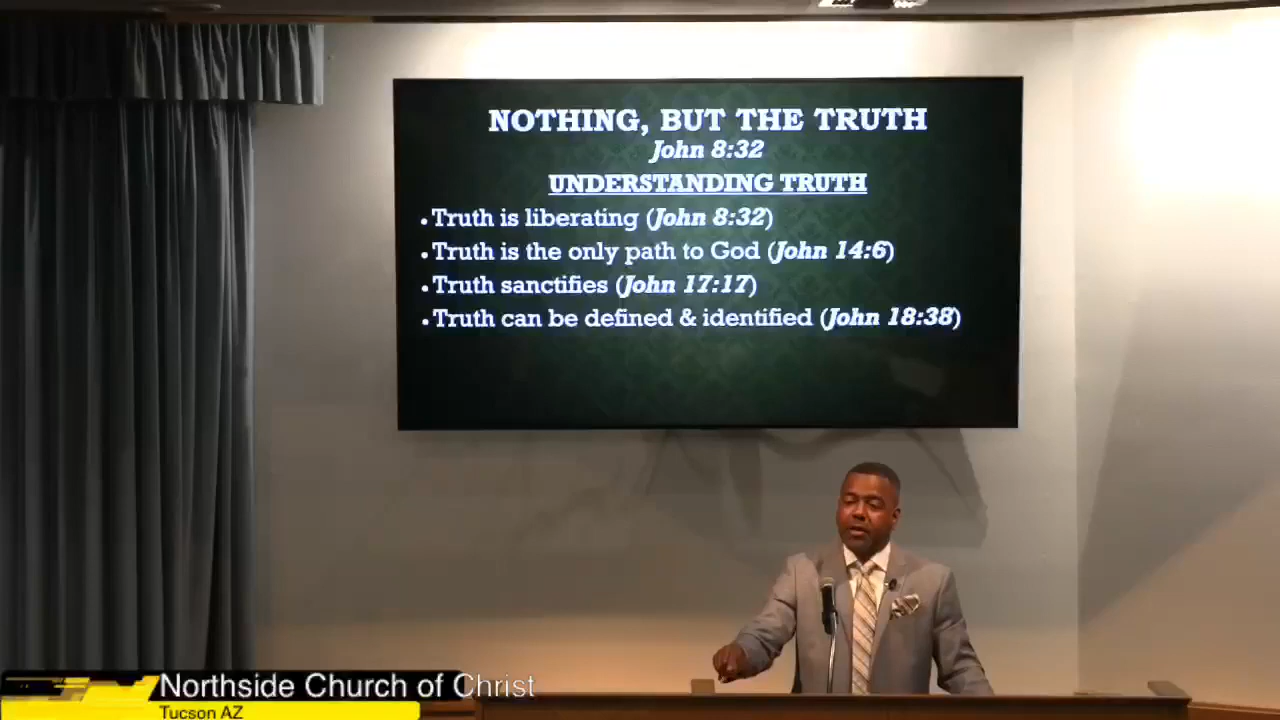 NOTHING, BUT THE TRUTH
John 8:32
UNDERSTANDING TRUTH
• Truth is liberating (John 8:32)
• Truth is the only path to God (John 14:6)
• Truth sanctifies (John 17:17)
• Truth can be defined & identified (John 18:38)
Northside Church of Christ
Tucson AZ